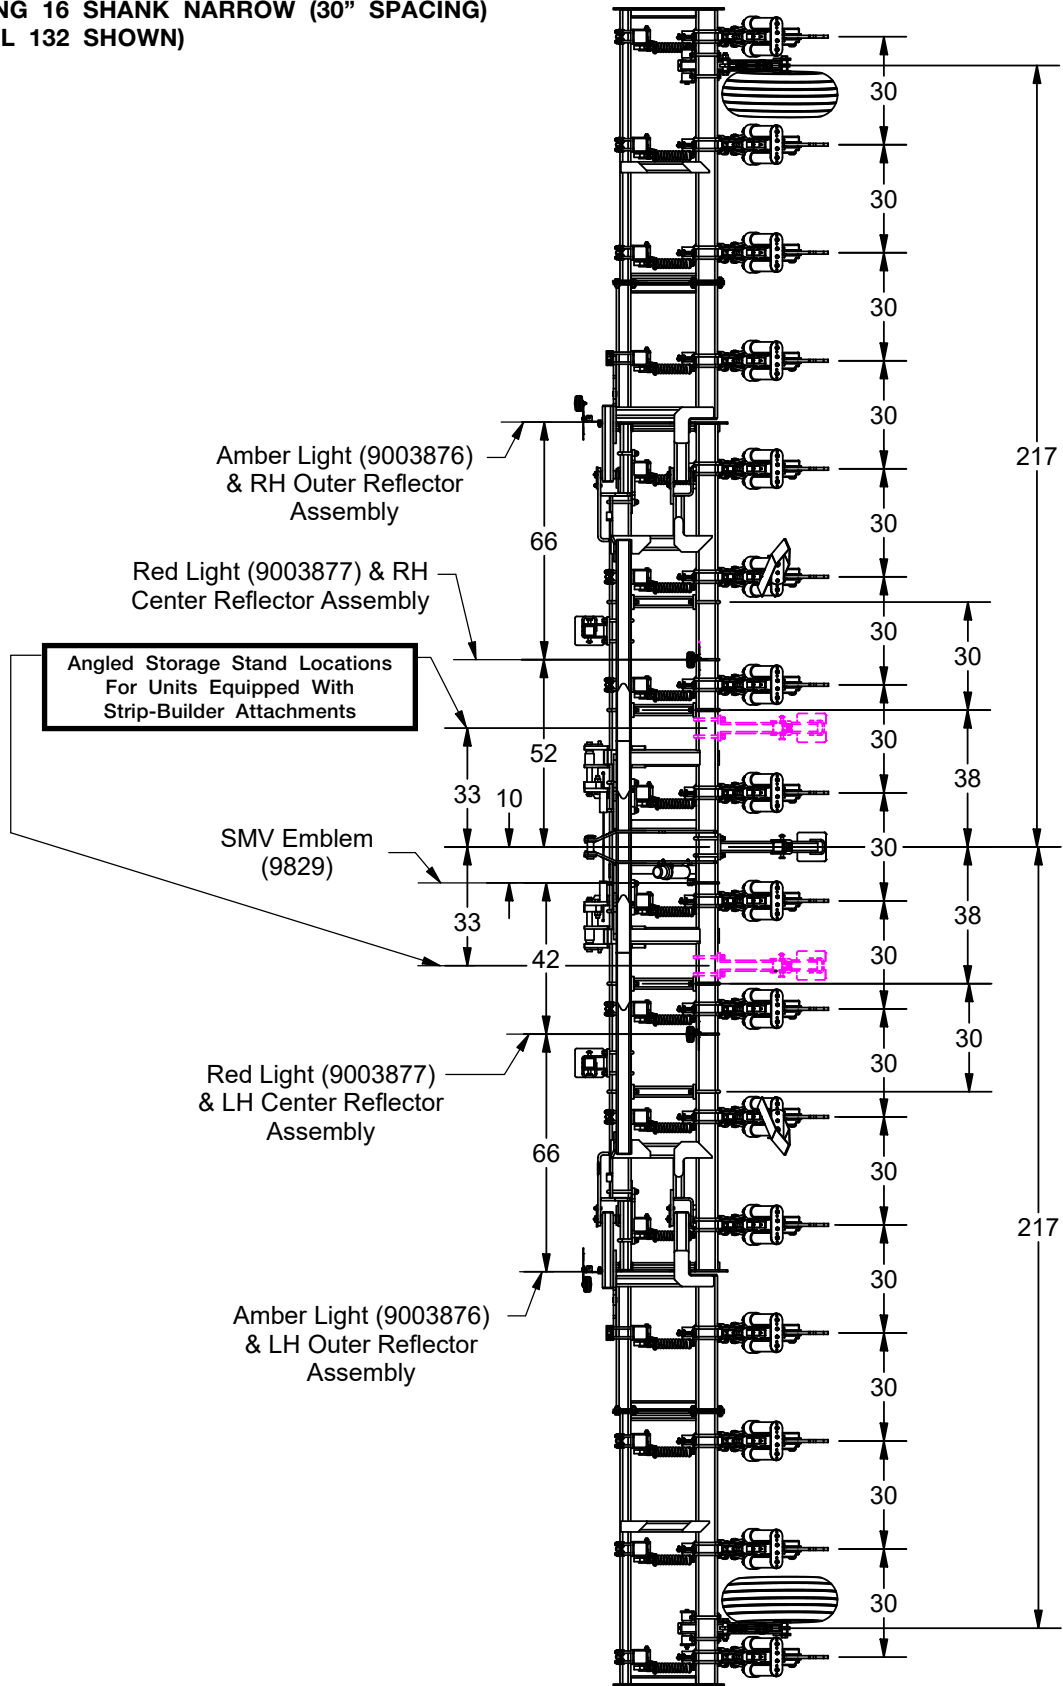 NG 16 SHANK NARROW (30” SPACING)
L 132 SHOWN)
30
30
30
30
217
Amber Light (9003876)
& RH Outer Reflector
Assembly
30
66
Red Light (9003877) & RH
Center Reflector Assembly
30
30
Angled Storage Stand Locations
For Units Equipped With
Strip-Builder Attachments
30
52
38
33
10
SMV Emblem
(9829)
30
33
38
42
30
30
30
Red Light (9003877)
& LH Center Reflector
Assembly
66
30
217
30
Amber Light (9003876)
& LH Outer Reflector
Assembly
30
30
30